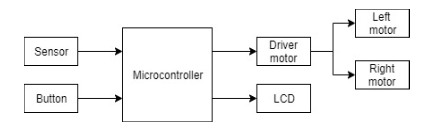 Left
motor
Sensor
Driver
motor
Microcontroller
Right
motor
Button
LCD